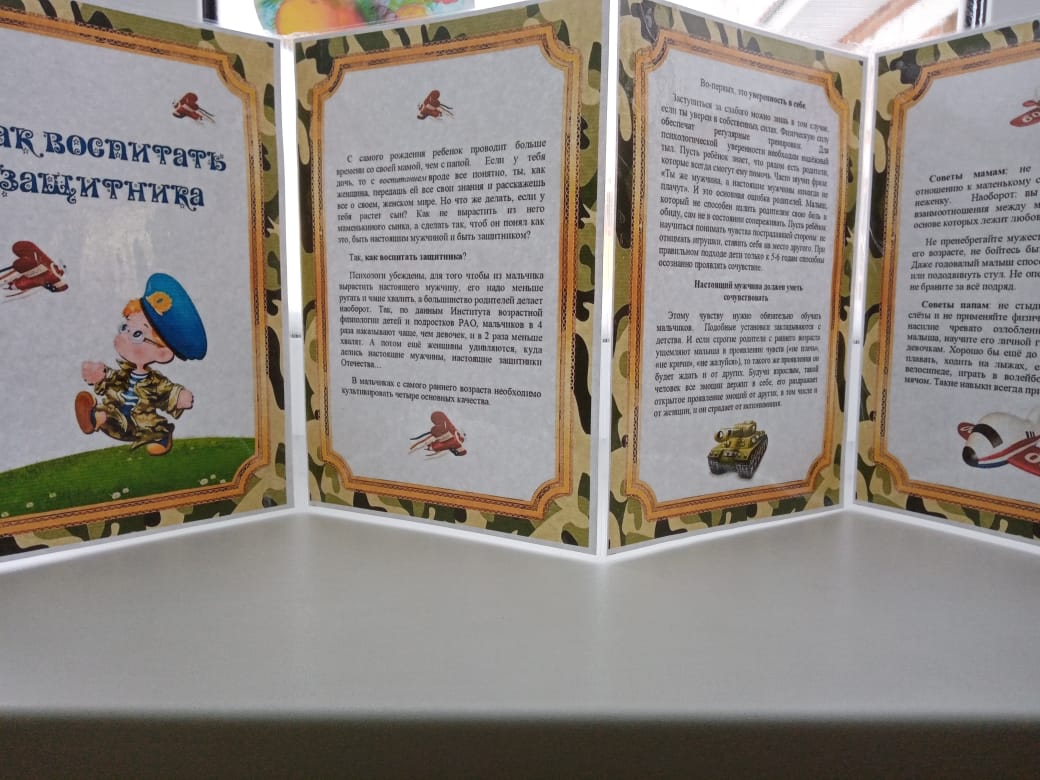 АК ВОСПИТАТЬ
ЗАЩИТНИКА
С самого рождения ребенок проводит больше
времени со своей мамой, чем с папой. Если у тебя
дочь, то с воспитанием вроде все понятно, ты, как
женщина, передашь ей все свои знания и расскажешь
все о своем, женском мире. Но что же делать, если у
тебя растет сын? Как не вырастить из него
маменькиного сынка, а сделать так, чтоб он понял как
это, быть настоящим мужчиной и быть защитником?
Так, как воспитать защитника?
Психологи убеждены, для того чтобы из мальчика
вырастить настоящего мужчину, его надо меньше
ругать и чаще хвалить, а большинство родителей делает
наоборот. Так, по данным Института возрастной
физиологии детей и подростков РАО, мальчиков в 4
раза наказывают чаще, чем девочек, и в 2 раза меньше
хвалят. А потом ещё женщины удивляются, куда
делись настоящие мужчины, настоящие защитники
Отечества…
В мальчиках с самого раннего возраста необходимо
культивировать четыре основных качества.
Во-первых, это уверенность в себе.
Заступиться за слабого можно лишь в том случае,
если ты уверен в собственных силах. Физическую силу
обеспечат регулярные тренировки. Для
психологической уверенности необходим надёжный
тыл. Пусть ребёнок знает, что рядом есть родители,
которые всегда смогут ему помочь. Часто звучит фраза:
«Ты же мужчина, а настоящие мужчины никогда не
плачут». И это основная ошибка родителей. Малыш,
который не способен излить родителям свою боль и
обиду, сам не в состоянии сопереживать. Пусть ребёнок
научиться понимать чувства пострадавшей стороны: не
отнимать игрушки, ставить себя на место другого. При
правильном подходе дети только к 5-6 годам способны
осознанно проявлять сочувствие.
Настоящий мужчина должен уметь
сочувствовать
Этому чувству нужно обязательно обучать
мальчиков. Подобные установки закладываются с
детства. И если строгие родители с раннего возраста
ущемляют малыша в проявлении чувств («не плачь»,
«не кричи», «не жалуйся»), то такого же проявления он
будет ждать и от других. Будучи взрослым, такой
человек все эмоции держит в себе, его раздражает
открытое проявление эмоций от других, в том числе и
от женщин, и он страдает от непонимания.
Советы мамам: не
отношению к маленькому с
неженку. Наоборот: вы
взаимоотношения между м
основе которых лежит любов
Не пренебрегайте мужест
его возрасте, не бойтесь быт
Даже годовалый малыш спосо
или пододвинуть стул. Не опе
не браните за всё подряд.
Советы папам: не стыд
слёзы и не применяйте физич
насилие чревато озлоблени
малыша, научите его личной г
девочкам. Хорошо бы ещё до
плавать, ходить на лыжах, е
велосипеде, играть в волейбо
мячом. Такие навыки всегда при